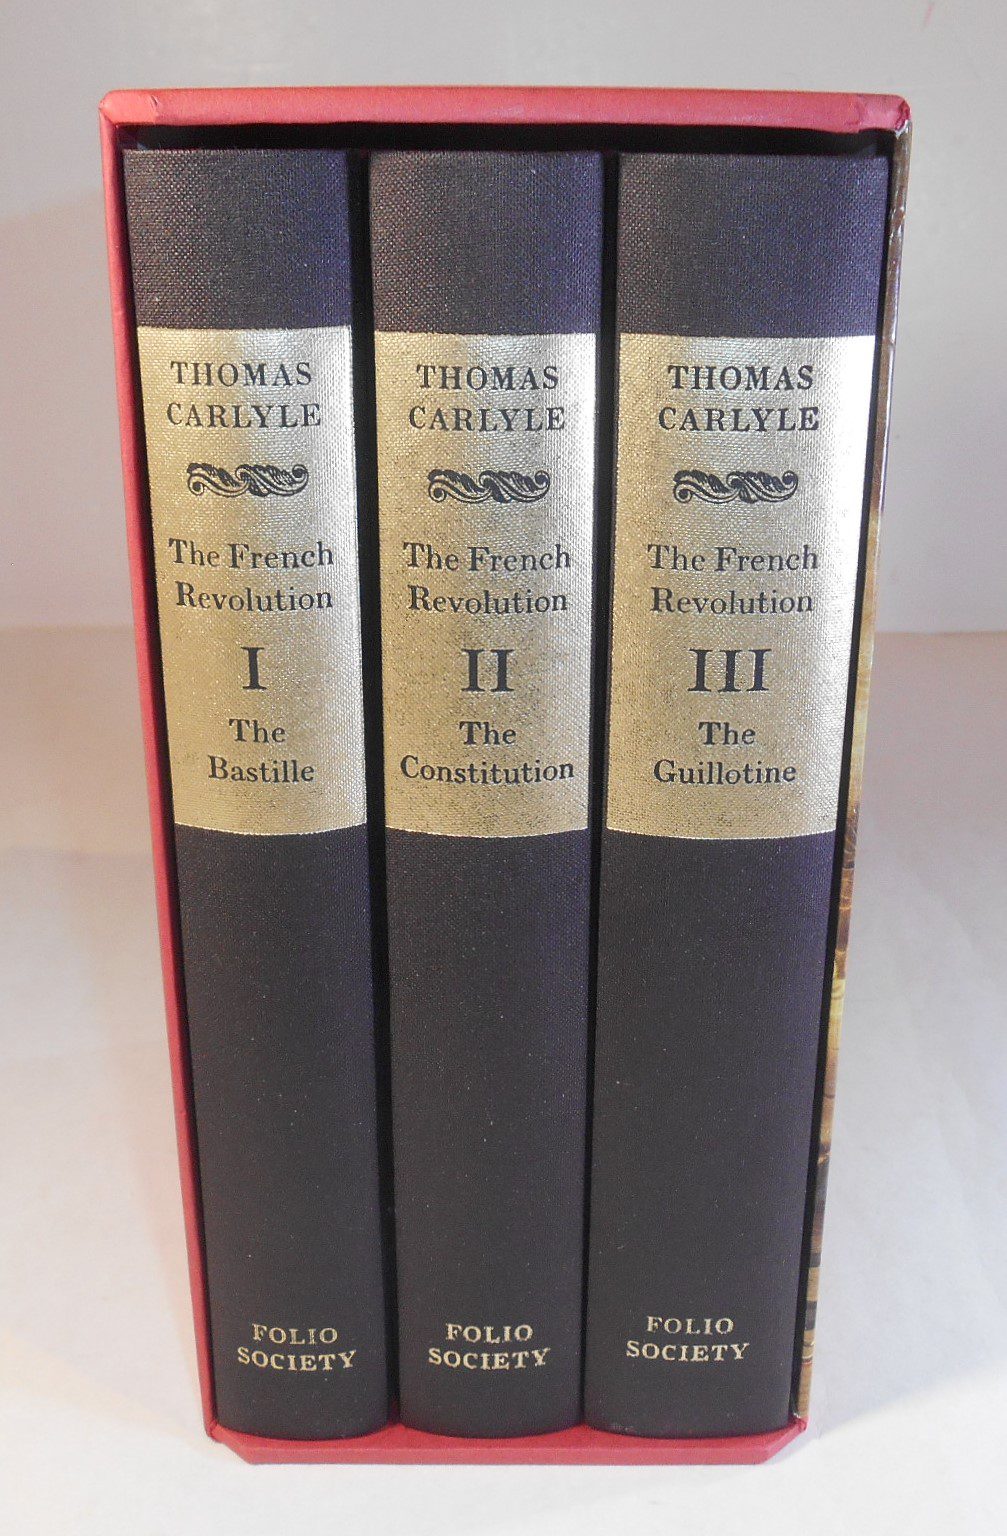 THOMAS
CARLYLE
The French
Revolution
I
The
Bastille
FOLIO
SOCIETY
THOMAS
CARLYLE
The French
Revolution
II
The
Constitution
FOLIO
SOCIETY
THOMAS
CARLYLE
The French
Revolution
III
The
Guillotine
FOLIO
SOCIETY